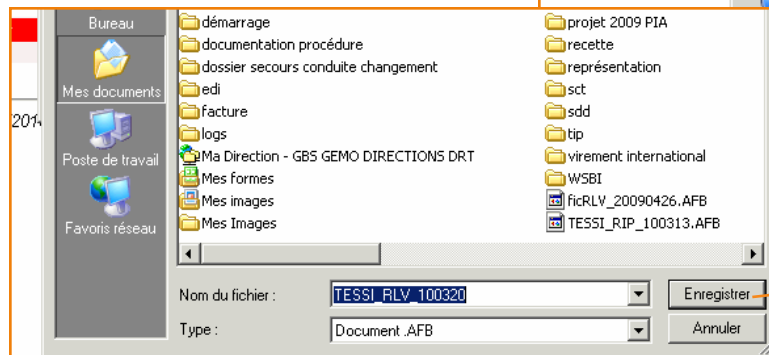 Bureau
Mes documents
Poste de travail
Favoris réseau
201
démarrage
documentation procédure
dossier secours conduite changement
edi
facture
logs
Ma Direction - GBS GEMO DIRECTIONS DRT
Mes formes
Mes images
Mes Images
projet 2009 PIA
recette
représentation
sct
sdd
tip
virement international
WSBI
ficRLV_20090426.AFB
TESSI_RIP_100313.AFB
Nom du fichier :
TESSI_RLV_100320
Enregistrer
Type :
Document .AFB
Annuler